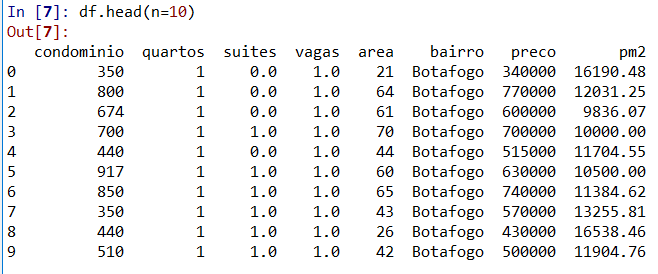 In [7]: df.head(n=10)
Out[7]:
condominio quartos suites vagas area bairro preco pm2
0 350 1 0.0 1.0 21 Botafogo 340000 16190.48
1 800 1 0.0 1.0 64 Botafogo 770000 12031.25
2 674 1 0.0 1.0 61 Botafogo 600000 9836.07
3 700 1 1.0 1.0 70 Botafogo 700000 10000.00
4 440 1 0.0 1.0 44 Botafogo 515000 11704.55
5 917 1 1.0 1.0 60 Botafogo 630000 10500.00
6 850 1 1.0 1.0 65 Botafogo 740000 11384.62
7 350 1 1.0 1.0 43 Botafogo 570000 13255.81
8 440 1 1.0 1.0 26 Botafogo 430000 16538.46
9 510 1 1.0 1.0 42 Botafogo 500000 11904.76